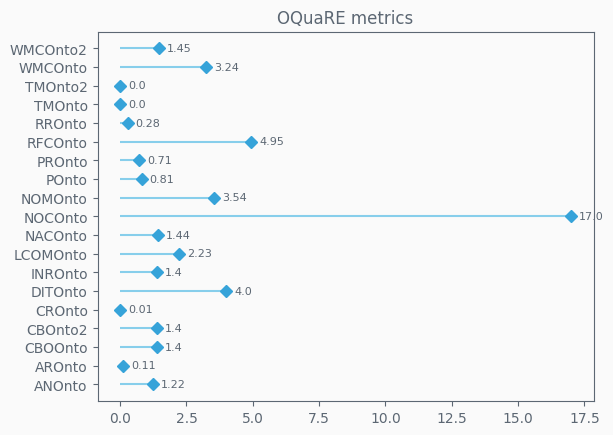 OQuaRE metrics
WMCOnto2 1.45
WMCOnto 3.24
TMOnto2 0.0
TMOnto 0.0
RROnto 0.28
RFCOnto 4.95
PROnto 0.71
POnto 0.81
NOMOnto 3.54
NOCOnto 17.0
NACOnto 1.44
LCOMOnto 2.23
INROnto 1.4
DITOnto 4.0
CROnto 0.01
CBOnto2 1.4
CBOOnto 1.4
AROnto 0.11
ANOnto 1.22
0.0 2.5 5.0 7.5 10.0 12.5 15.0 17.5